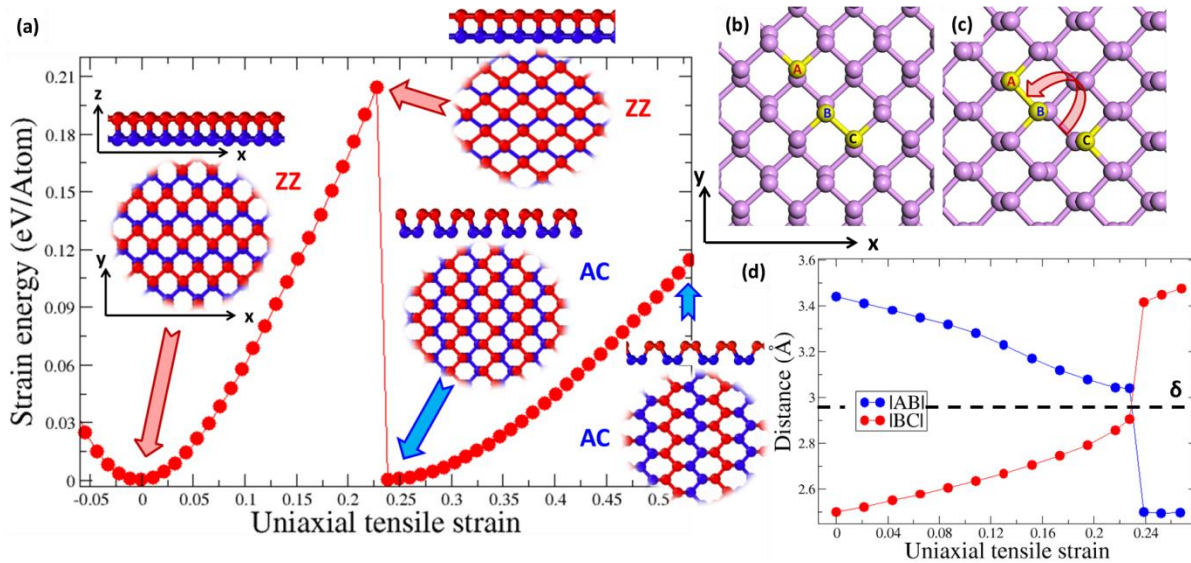 (a)
Strain energy (eV/Atom)
0.21
0.18
0.15
0.12
0.09
0.06
0.03
0
-0.05 0 0.05 0.1 0.15 0.2 0.25 0.3 0.35 0.4 0.45 0.5
Uniaxial tensile strain
z
x
ZZ
y
x
ZZ
AC
AC
(b)
A
B
C
y
x
(c)
A
B
C
(d)
Distance (Å)
3.6
3.2
3
2.8
2.6
|AB|
|BC|
δ
0 0.04 0.08 0.12 0.16 0.2 0.24
Uniaxial tensile strain